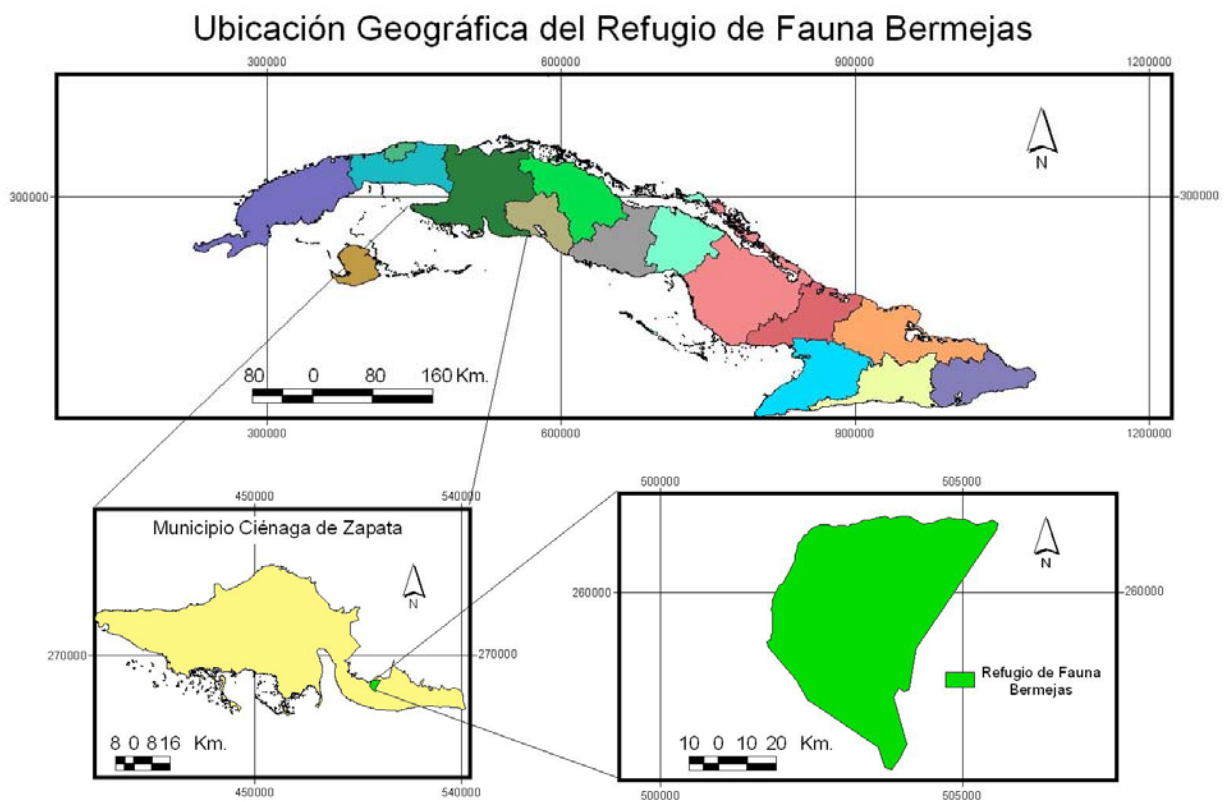 Ubicación Geográfica del Refugio de Fauna Bermejas
300000 600000 900000 1200000
N
300000 300000
80 0 80 160 Km.
300000 600000 900000 1200000
450000 540000
Municipio Ciénaga de Zapata
N
270000 270000
8 0 8 16 Km.
450000 540000
500000 505000
N
260000 260000
Refugio de Fauna
Bermejas
10 0 10 20 Km.
500000 505000